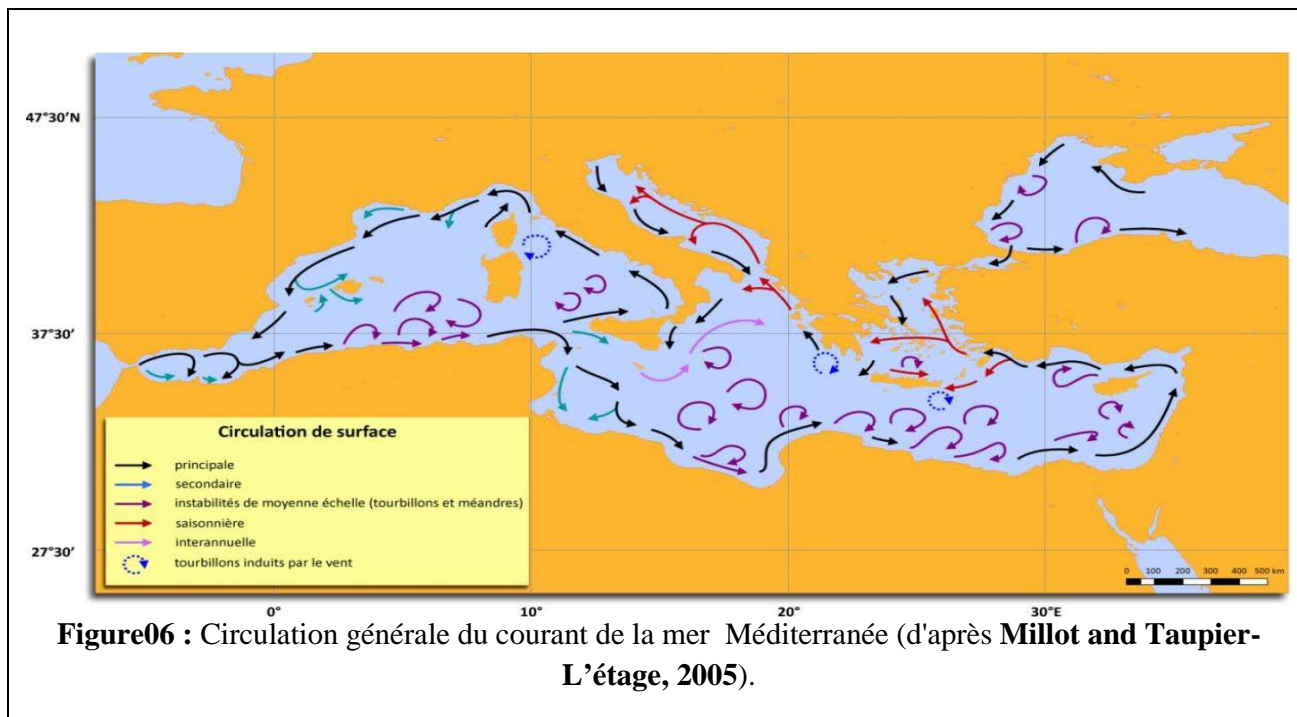 47°30'N
37°30'
27°30'
Circulation de surface
principale
secondaire
instabilités de moyenne échelle (tourbillons et méandres)
saisonnière
interannuelle
tourbillons induits par le vent
0 100 200 300 400 500 km
0° 10° 20° 30°E
Figure06 : Circulation générale du courant de la mer Méditerranée (d'après Millot and Taupier-
L'étage, 2005).